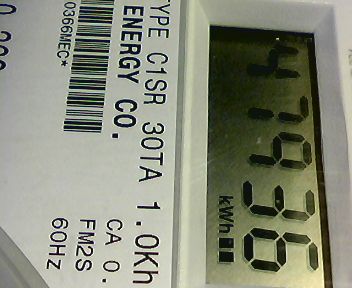 47936
kWh
TYPE C1SR 30TA 1.0Kh
ENERGY CO.
CA 0.
FM2S
0366MEC*
60HZ